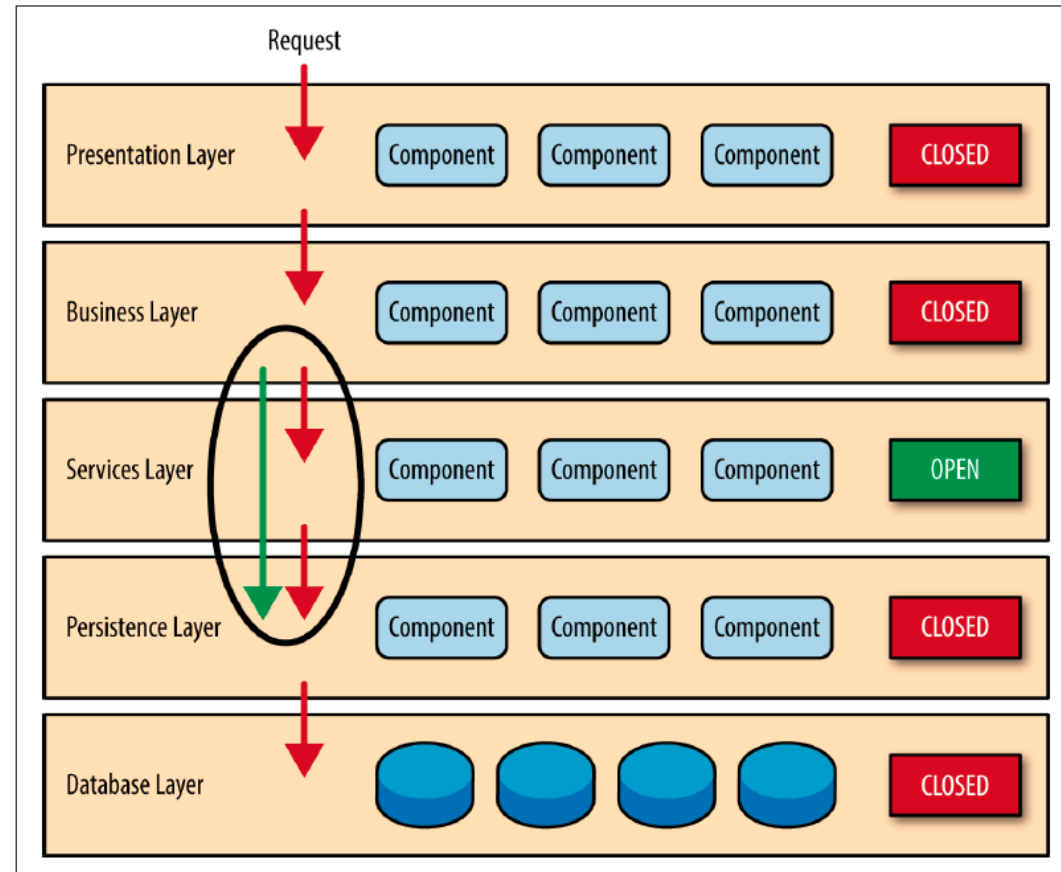 Request
Presentation Layer
Component
Component
Component
CLOSED
Business Layer
Component
Component
Component
CLOSED
Services Layer
Component
Component
Component
OPEN
Persistence Layer
Component
Component
Component
CLOSED
Database Layer
CLOSED